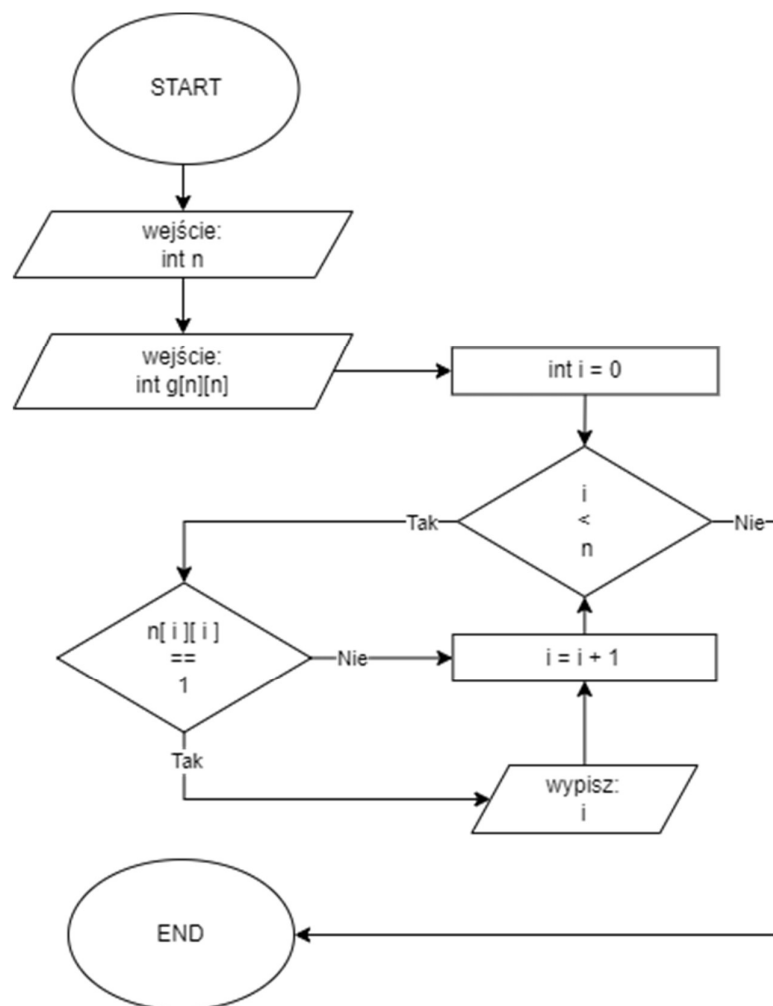 START
wejście:
int n
wejście:
int g[n][n]
int i = 0
i
<
n
Tak
Nie
n[ i ][ i ]
==
1
Nie
i = i + 1
Tak
wypisz:
i
END